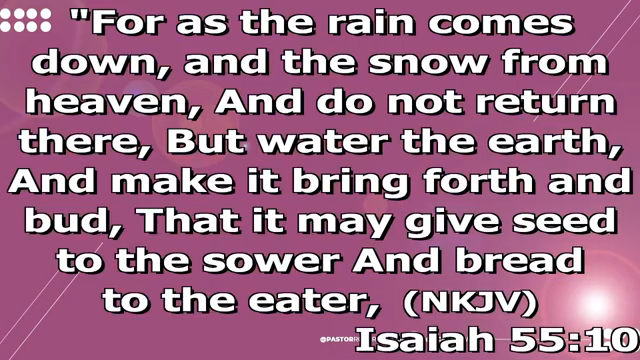 "For as the rain comes
down, and the snow from
heaven, And do not return
there, But water the earth,
And make it bring forth and
bud, That it may give seed
to the sower And bread
to the eater, (NKJV)
Isaiah 55:10